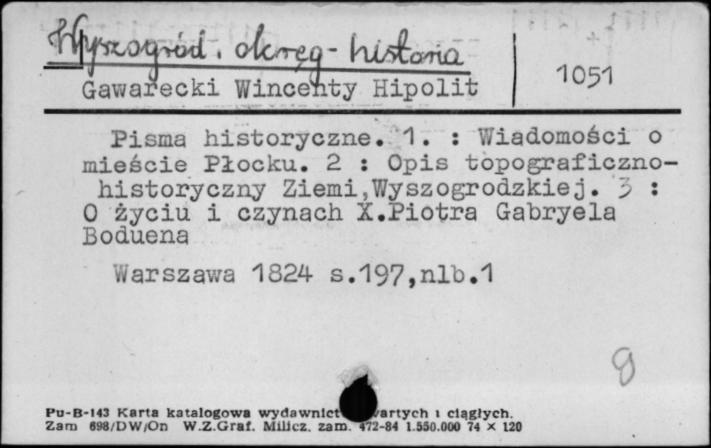 Wyszogród, okręg - historia
Gawarecki Wincenty Hipolit
1051
Pisma historyczne. 1. : Wiadomości o
mieście Płocku. 2 : Opis topograficzno-
historyczny Ziemi,Wyszogrodzkiej. 3 :
O życiu i czynach X.Piotra Gabryela
Boduena
Warszawa 1824 s.197,nlb.1
g
Pu-B-143 Karta katalogowa wydawnict wartych i ciągłych.
Zam 698/DW/On W.Z.Graf. Milicz. zam. 472-84 1.550.000 74 × 120